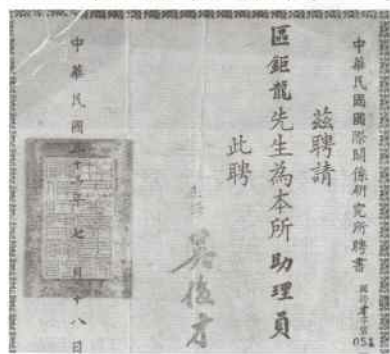 中華民國國際關係研究所聘書
051
茲聘請
區鉅龍先生為本所助理員
此聘
吳俊才
中華民國五十年七月十八日